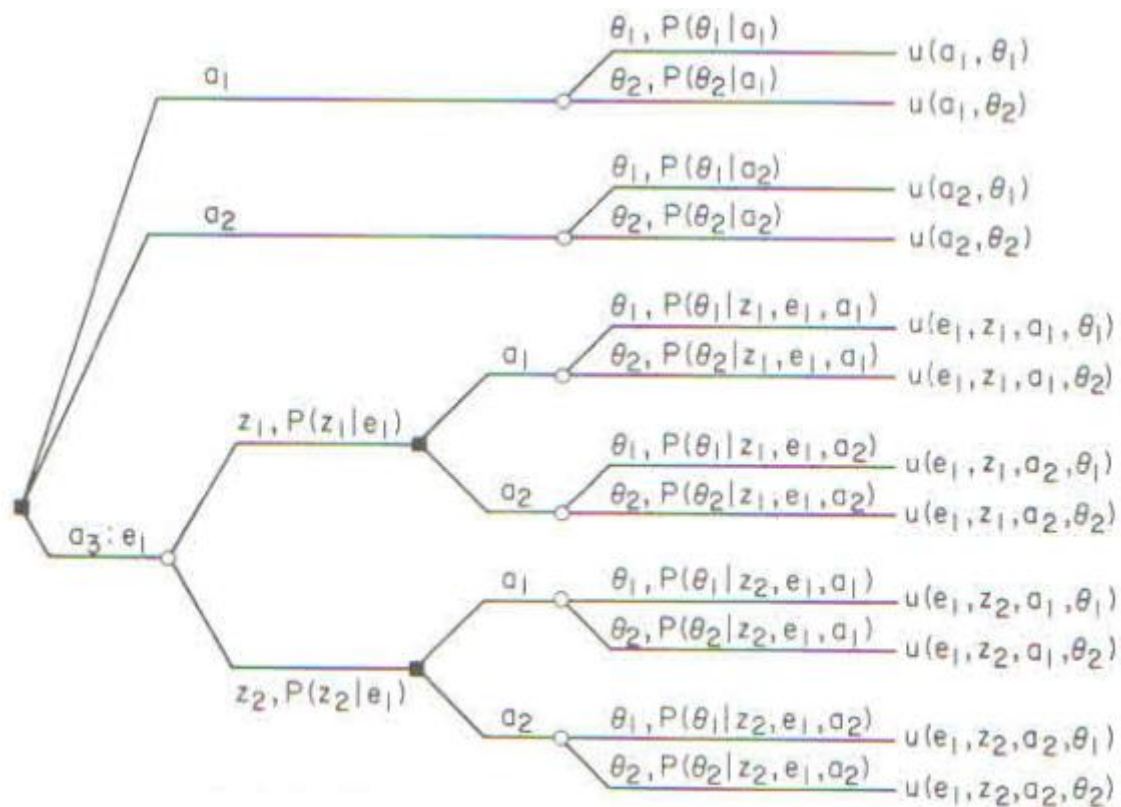 θ₁, P(θ₁|a₁)
u(a₁, θ₁)
a₁
θ₂, P(θ₂|a₁)
u(a₁, θ₂)
θ₁, P(θ₁|a₂)
u(a₂, θ₁)
a₂
θ₂, P(θ₂|a₂)
u(a₂, θ₂)
θ₁, P(θ₁|z₁, e₁, a₁)
u(e₁, z₁, a₁, θ₁)
a₁
θ₂, P(θ₂|z₁, e₁, a₁)
u(e₁, z₁, a₁, θ₂)
z₁, P(z₁|e₁)
θ₁, P(θ₁|z₁, e₁, a₂)
u(e₁, z₁, a₂, θ₁)
a₂
θ₂, P(θ₂|z₁, e₁, a₂)
u(e₁, z₁, a₂, θ₂)
a₃: e₁
a₁
θ₁, P(θ₁|z₂, e₁, a₁)
u(e₁, z₂, a₁, θ₁)
θ₂, P(θ₂|z₂, e₁, a₁)
u(e₁, z₂, a₁, θ₂)
z₂, P(z₂|e₁)
a₂
θ₁, P(θ₁|z₂, e₁, a₂)
u(e₁, z₂, a₂, θ₁)
θ₂, P(θ₂|z₂, e₁, a₂)
u(e₁, z₂, a₂, θ₂)